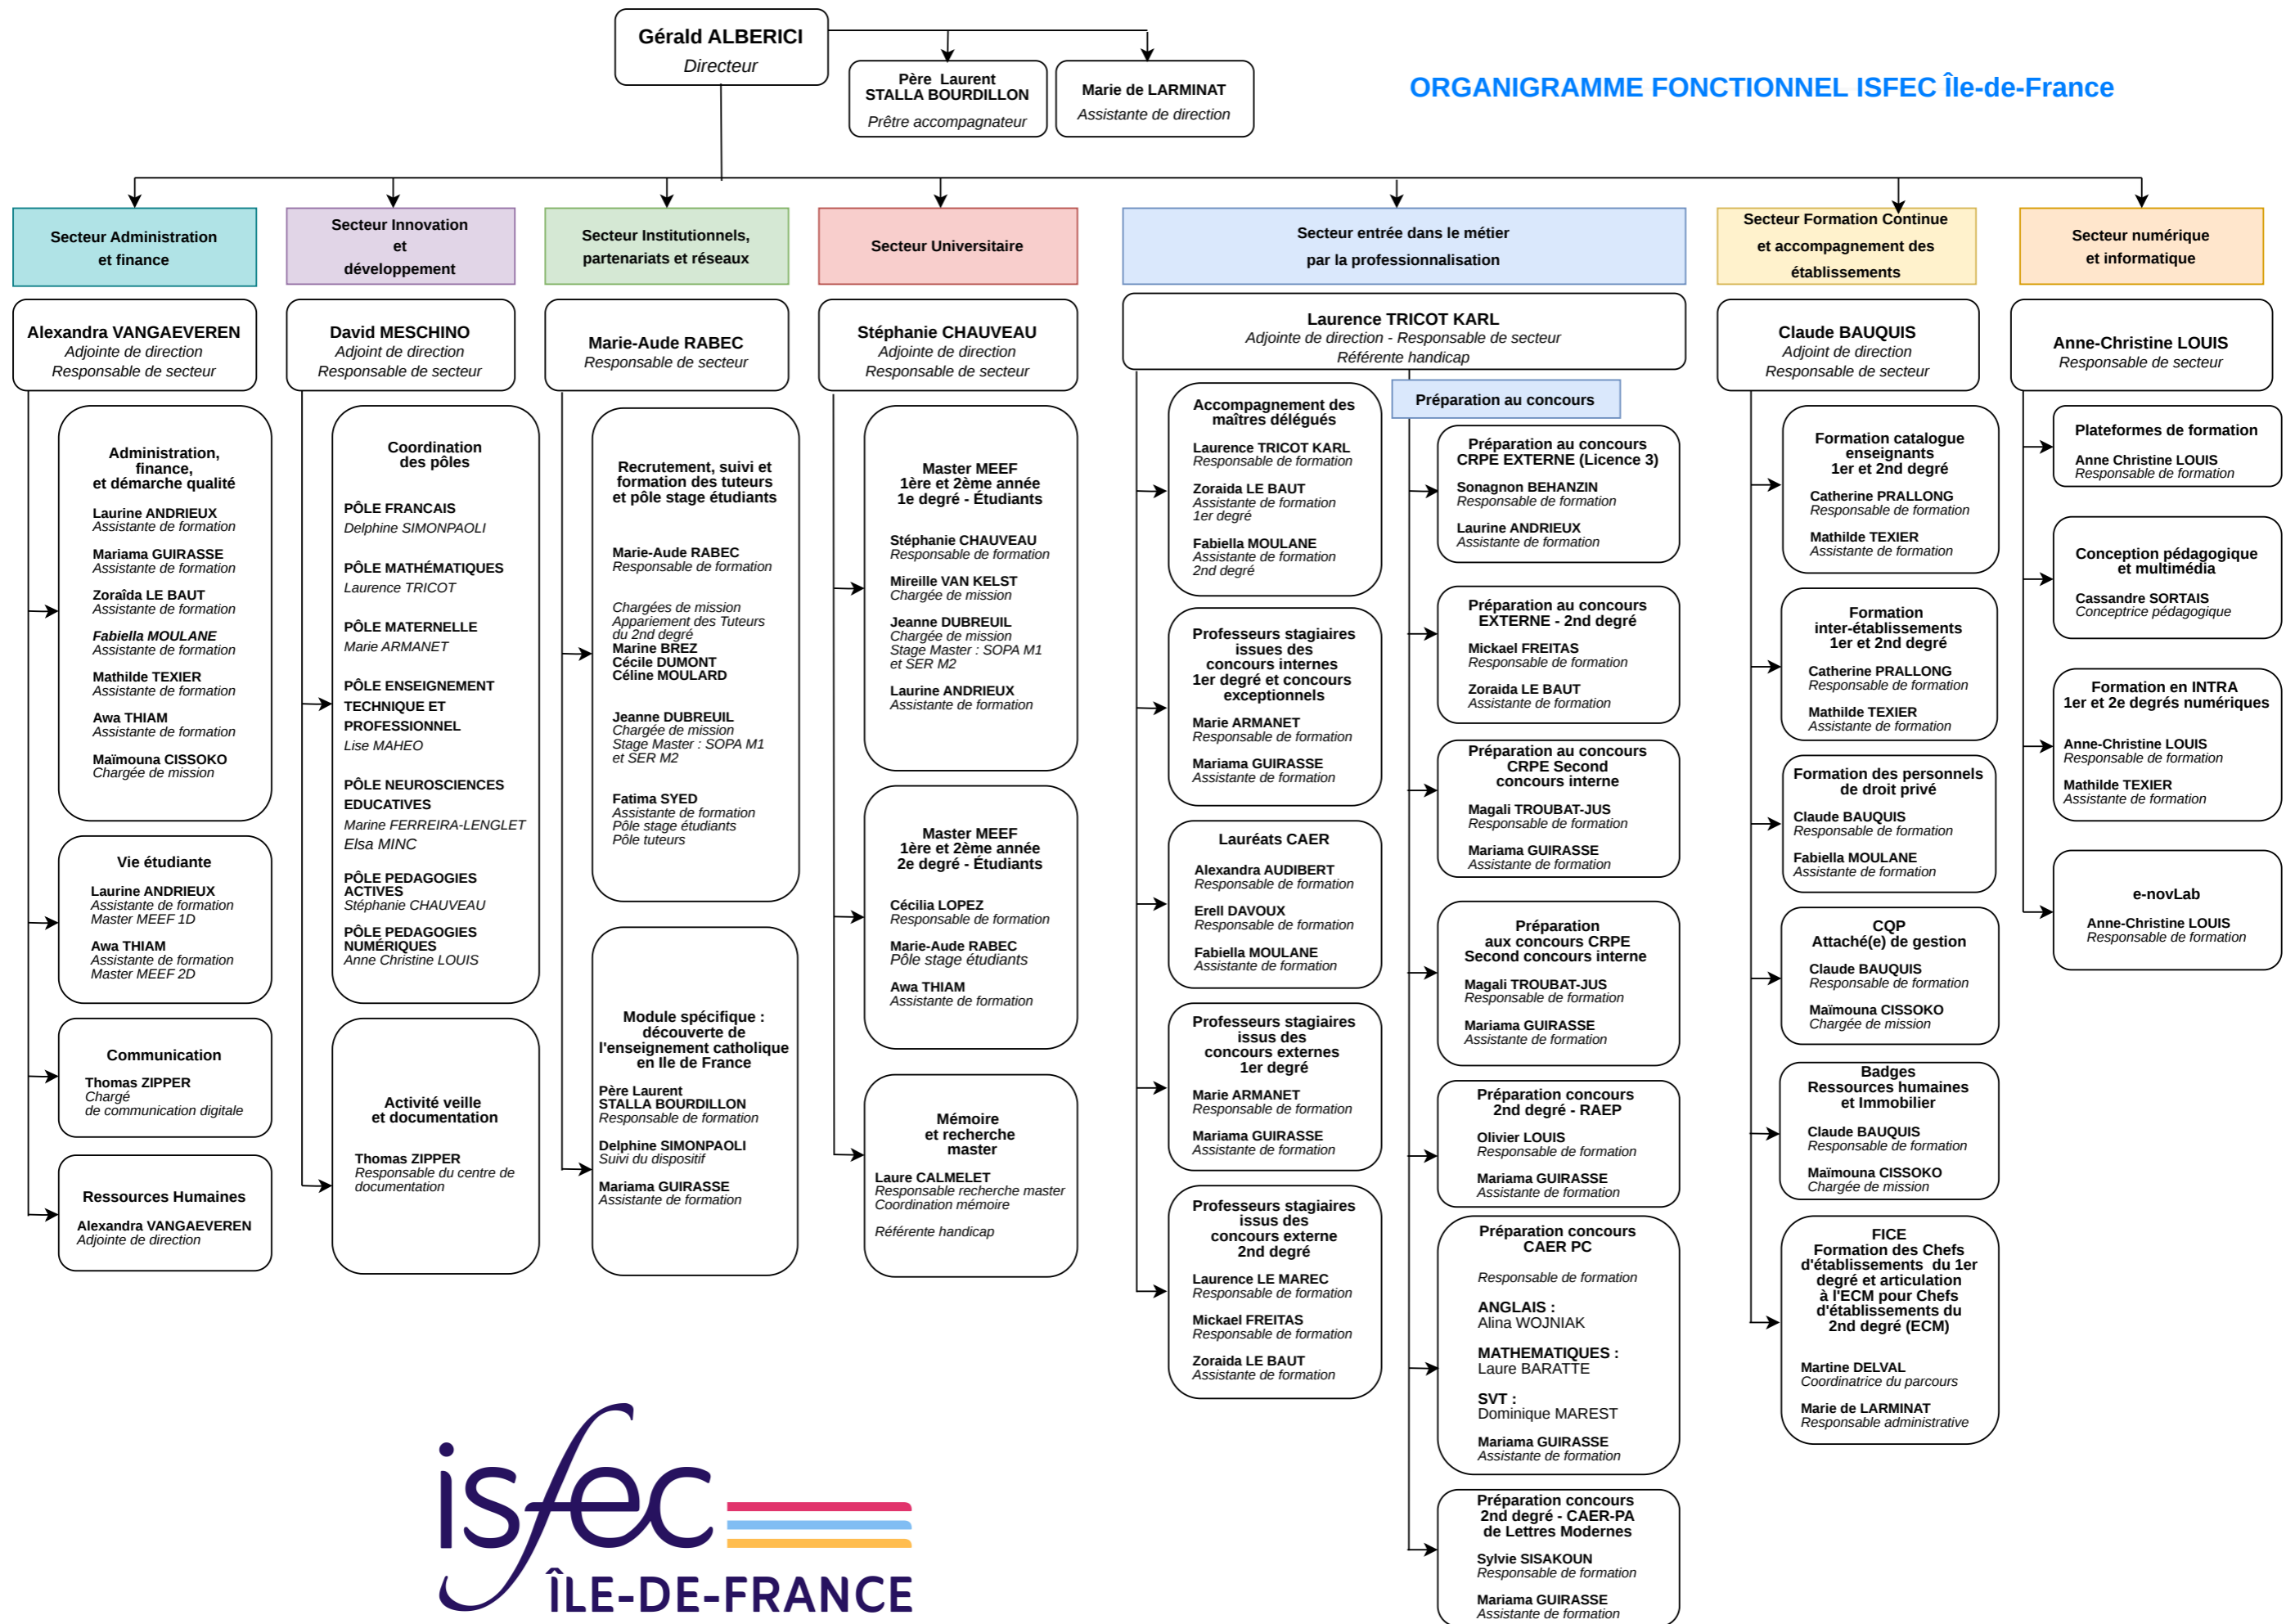 Gérald ALBERICI
Directeur
Père Laurent
STALLA BOURDILLON
Prêtre accompagnateur
Marie de LARMINAT
Assistante de direction
ORGANIGRAMME FONCTIONNEL ISFEC Île-de-France
Secteur Administration
et finance
Alexandra VANGAEVEREN
Adjointe de direction
Responsable de secteur
Administration,
finance,
et démarche qualité
Laurine ANDRIEUX
Assistante de formation
Mariama GUIRASSE
Assistante de formation
Zoraîda LE BAUT
Assistante de formation
Fabiella MOULANE
Assistante de formation
Mathilde TEXIER
Assistante de formation
Awa THIAM
Assistante de formation
Maïmouna CISSOKO
Chargée de mission
Vie étudiante
Laurine ANDRIEUX
Assistante de formation
Master MEEF 1D
Awa THIAM
Assistante de formation
Master MEEF 2D
Communication
Thomas ZIPPER
Chargé
de communication digitale
Ressources Humaines
Alexandra VANGAEVEREN
Adjointe de direction
Secteur Innovation
et
développement
David MESCHINO
Adjoint de direction
Responsable de secteur
Coordination
des pôles
PÔLE FRANCAIS
Delphine SIMONPAOLI
PÔLE MATHÉMATIQUES
Laurence TRICOT
PÔLE MATERNELLE
Marie ARMANET
PÔLE ENSEIGNEMENT
TECHNIQUE ET
PROFESSIONNEL
Lise MAHEO
PÔLE NEUROSCIENCES
EDUCATIVES
Marine FERREIRA-LENGLET
Elsa MINC
PÔLE PEDAGOGIES
ACTIVES
Stéphanie CHAUVEAU
PÔLE PEDAGOGIES
NUMÉRIQUES
Anne Christine LOUIS
Activité veille
et documentation
Thomas ZIPPER
Responsable du centre de
documentation
Secteur Institutionnels,
partenariats et réseaux
Marie-Aude RABEC
Responsable de secteur
Recrutement, suivi et
formation des tuteurs
et pôle stage étudiants
Marie-Aude RABEC
Responsable de formation
Chargées de mission
Appariement des Tuteurs
du 2nd degré
Marine BREZ
Cécile DUMONT
Céline MOULARD
Jeanne DUBREUIL
Chargée de mission
Stage Master : SOPA M1
et SER M2
Fatima SYED
Assistante de formation
Pôle stage étudiants
Pôle tuteurs
Module spécifique :
découverte de
l'enseignement catholique
en Ile de France
Père Laurent
STALLA BOURDILLON
Responsable de formation
Delphine SIMONPAOLI
Suivi du dispositif
Mariama GUIRASSE
Assistante de formation
Secteur Universitaire
Stéphanie CHAUVEAU
Adjointe de direction
Responsable de secteur
Master MEEF
1ère et 2ème année
1e degré - Étudiants
Stéphanie CHAUVEAU
Responsable de formation
Mireille VAN KELST
Chargée de mission
Jeanne DUBREUIL
Chargée de mission
Stage Master : SOPA M1
et SER M2
Laurine ANDRIEUX
Assistante de formation
Master MEEF
1ère et 2ème année
2e degré - Étudiants
Cécilia LOPEZ
Responsable de formation
Marie-Aude RABEC
Pôle stage étudiants
Awa THIAM
Assistante de formation
Mémoire
et recherche
master
Laure CALMELET
Responsable recherche master
Coordination mémoire
Référente handicap
Secteur entrée dans le métier
par la professionnalisation
Laurence TRICOT KARL
Adjointe de direction - Responsable de secteur
Référente handicap
Accompagnement des
maîtres délégués
Laurence TRICOT KARL
Responsable de formation
Zoraida LE BAUT
Assistante de formation
1er degré
Fabiella MOULANE
Assistante de formation
2nd degré
Professeurs stagiaires
issues des
concours internes
1er degré et concours
exceptionnels
Marie ARMANET
Responsable de formation
Mariama GUIRASSE
Assistante de formation
Lauréats CAER
Alexandra AUDIBERT
Responsable de formation
Erell DAVOUX
Responsable de formation
Fabiella MOULANE
Assistante de formation
Professeurs stagiaires
issus des
concours externes
1er degré
Marie ARMANET
Responsable de formation
Mariama GUIRASSE
Assistante de formation
Professeurs stagiaires
issus des
concours externe
2nd degré
Laurence LE MAREC
Responsable de formation
Mickael FREITAS
Responsable de formation
Zoraida LE BAUT
Assistante de formation
Préparation au concours
Préparation au concours
CRPE EXTERNE (Licence 3)
Sonagnon BEHANZIN
Responsable de formation
Laurine ANDRIEUX
Assistante de formation
Préparation au concours
EXTERNE - 2nd degré
Mickael FREITAS
Responsable de formation
Zoraida LE BAUT
Assistante de formation
Préparation au concours
CRPE Second
concours interne
Magali TROUBAT-JUS
Responsable de formation
Mariama GUIRASSE
Assistante de formation
Préparation
aux concours CRPE
Second concours interne
Magali TROUBAT-JUS
Responsable de formation
Mariama GUIRASSE
Assistante de formation
Préparation concours
2nd degré - RAEP
Olivier LOUIS
Responsable de formation
Mariama GUIRASSE
Assistante de formation
Préparation concours
CAER PC
Responsable de formation
ANGLAIS :
Alina WOJNIAK
MATHEMATIQUES :
Laure BARATTE
SVT :
Dominique MAREST
Mariama GUIRASSE
Assistante de formation
Préparation concours
2nd degré - CAER-PA
de Lettres Modernes
Sylvie SISAKOUN
Responsable de formation
Mariama GUIRASSE
Assistante de formation
Secteur Formation Continue
et accompagnement des
établissements
Claude BAUQUIS
Adjoint de direction
Responsable de secteur
Formation catalogue
enseignants
1er et 2nd degré
Catherine PRALLONG
Responsable de formation
Mathilde TEXIER
Assistante de formation
Formation
inter-établissements
1er et 2nd degré
Catherine PRALLONG
Responsable de formation
Mathilde TEXIER
Assistante de formation
Formation des personnels
de droit privé
Claude BAUQUIS
Responsable de formation
Fabiella MOULANE
Assistante de formation
CQP
Attaché(e) de gestion
Claude BAUQUIS
Responsable de formation
Maïmouna CISSOKO
Chargée de mission
Badges
Ressources humaines
et Immobilier
Claude BAUQUIS
Responsable de formation
Maïmouna CISSOKO
Chargée de mission
FICE
Formation des Chefs
d'établissements du 1er
degré et articulation
à l'ECM pour Chefs
d'établissements du
2nd degré (ECM)
Martine DELVAL
Coordinatrice du parcours
Marie de LARMINAT
Responsable administrative
Secteur numérique
et informatique
Anne-Christine LOUIS
Responsable de secteur
Plateformes de formation
Anne Christine LOUIS
Responsable de formation
Conception pédagogique
et multimédia
Cassandre SORTAIS
Conceptrice pédagogique
Formation en INTRA
1er et 2e degrés numériques
Anne-Christine LOUIS
Responsable de formation
Mathilde TEXIER
Assistante de formation
e-novLab
Anne-Christine LOUIS
Responsable de formation
isfec
ÎLE-DE-FRANCE